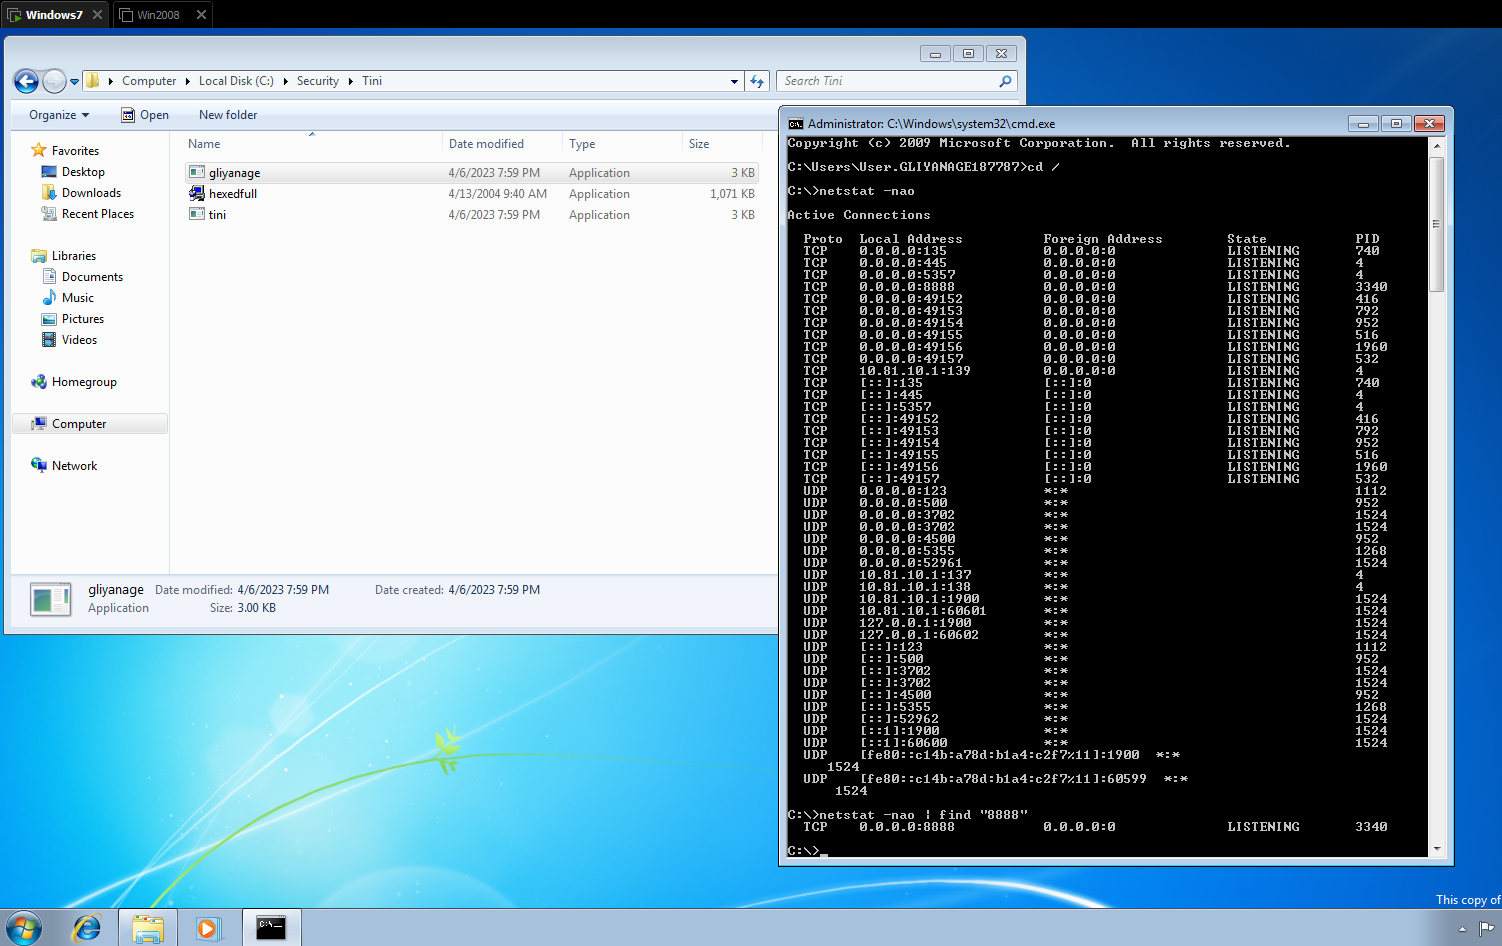 Windows7
Win2008
Computer
Local Disk (C:)
Security
Tini
Search Tini
Organize
Open
New folder
Name
Date modified
Type
Size
gliyanage 4/6/2023 7:59 PM Application 3 KB
hexedfull 4/13/2004 9:40 AM Application 1,071 KB
tini 4/6/2023 7:59 PM Application 3 KB
Favorites
Desktop
Downloads
Recent Places
Libraries
Documents
Music
Pictures
Videos
Homegroup
Computer
Network
gliyanage Date modified: 4/6/2023 7:59 PM Date created: 4/6/2023 7:59 PM
Application Size: 3.00 KB
Administrator: C:\Windows\system32\cmd.exe
Copyright (c) 2009 Microsoft Corporation.  All rights reserved.
C:\Users\User.GLIYANAGE187787>cd /
C:\>netstat -nao
Active Connections
Proto Local Address Foreign Address State PID
TCP 0.0.0.0:135 0.0.0.0:0 LISTENING 740
TCP 0.0.0.0:445 0.0.0.0:0 LISTENING 4
TCP 0.0.0.0:5357 0.0.0.0:0 LISTENING 4
TCP 0.0.0.0:8888 0.0.0.0:0 LISTENING 3340
TCP 0.0.0.0:49152 0.0.0.0:0 LISTENING 416
TCP 0.0.0.0:49153 0.0.0.0:0 LISTENING 792
TCP 0.0.0.0:49154 0.0.0.0:0 LISTENING 952
TCP 0.0.0.0:49155 0.0.0.0:0 LISTENING 516
TCP 0.0.0.0:49156 0.0.0.0:0 LISTENING 1960
TCP 0.0.0.0:49157 0.0.0.0:0 LISTENING 532
TCP 10.81.10.1:139 0.0.0.0:0 LISTENING 4
TCP [::]:135 [::]:0 LISTENING 740
TCP [::]:445 [::]:0 LISTENING 4
TCP [::]:5357 [::]:0 LISTENING 4
TCP [::]:49152 [::]:0 LISTENING 416
TCP [::]:49153 [::]:0 LISTENING 792
TCP [::]:49154 [::]:0 LISTENING 952
TCP [::]:49155 [::]:0 LISTENING 516
TCP [::]:49156 [::]:0 LISTENING 1960
TCP [::]:49157 [::]:0 LISTENING 532
UDP 0.0.0.0:123 *:* 1112
UDP 0.0.0.0:500 *:* 952
UDP 0.0.0.0:3702 *:* 1524
UDP 0.0.0.0:3702 *:* 1524
UDP 0.0.0.0:4500 *:* 952
UDP 0.0.0.0:5355 *:* 1268
UDP 0.0.0.0:52961 *:* 1524
UDP 10.81.10.1:137 *:* 4
UDP 10.81.10.1:138 *:* 4
UDP 10.81.10.1:1900 *:* 1524
UDP 10.81.10.1:60601 *:* 1524
UDP 127.0.0.1:1900 *:* 1524
UDP 127.0.0.1:60602 *:* 1524
UDP [::]:123 *:* 1112
UDP [::]:500 *:* 952
UDP [::]:3702 *:* 1524
UDP [::]:3702 *:* 1524
UDP [::]:4500 *:* 952
UDP [::]:5355 *:* 1268
UDP [::]:52962 *:* 1524
UDP [::1]:1900 *:* 1524
UDP [::1]:60600 *:* 1524
UDP [fe80::c14b:a78d:b1a4:c2f7%11]:1900 *:*
1524
UDP [fe80::c14b:a78d:b1a4:c2f7%11]:60599 *:*
1524
C:\>netstat -nao | find "8888"
TCP 0.0.0.0:8888 0.0.0.0:0 LISTENING 3340
C:\>_
This copy of